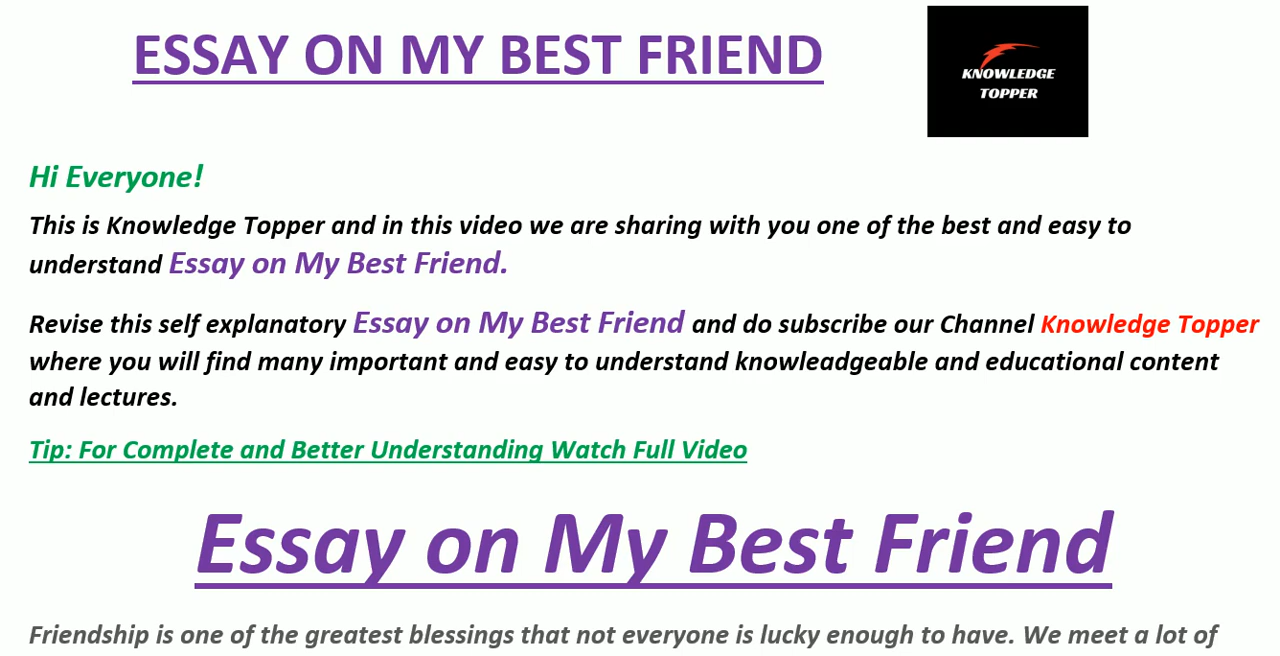 ESSAY ON MY BEST FRIEND
KNOWLEDGE
TOPPER
Hi Everyone!
This is Knowledge Topper and in this video we are sharing with you one of the best and easy to
understand Essay on My Best Friend.
Revise this self explanatory Essay on My Best Friend and do subscribe our Channel Knowledge Topper
where you will find many important and easy to understand knowleadgeable and educational content
and lectures.
Tip: For Complete and Better Understanding Watch Full Video
Essay on My Best Friend
Friendship is one of the greatest blessings that not everyone is lucky enough to have. We meet a lot of